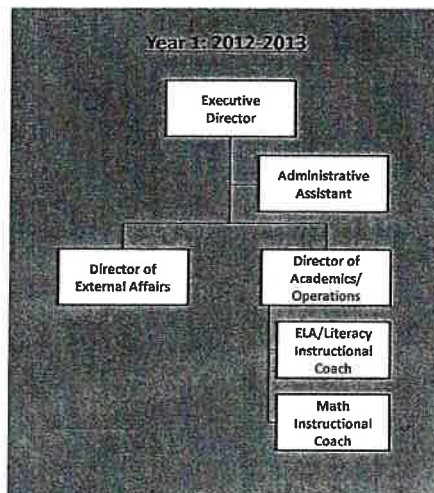 Year 1: 2012-2013
Executive
Director
Administrative
Assistant
Director of
External Affairs
Director of
Academics/
Operations
ELA/Literacy
Instructional
Coach
Math
Instructional
Coach